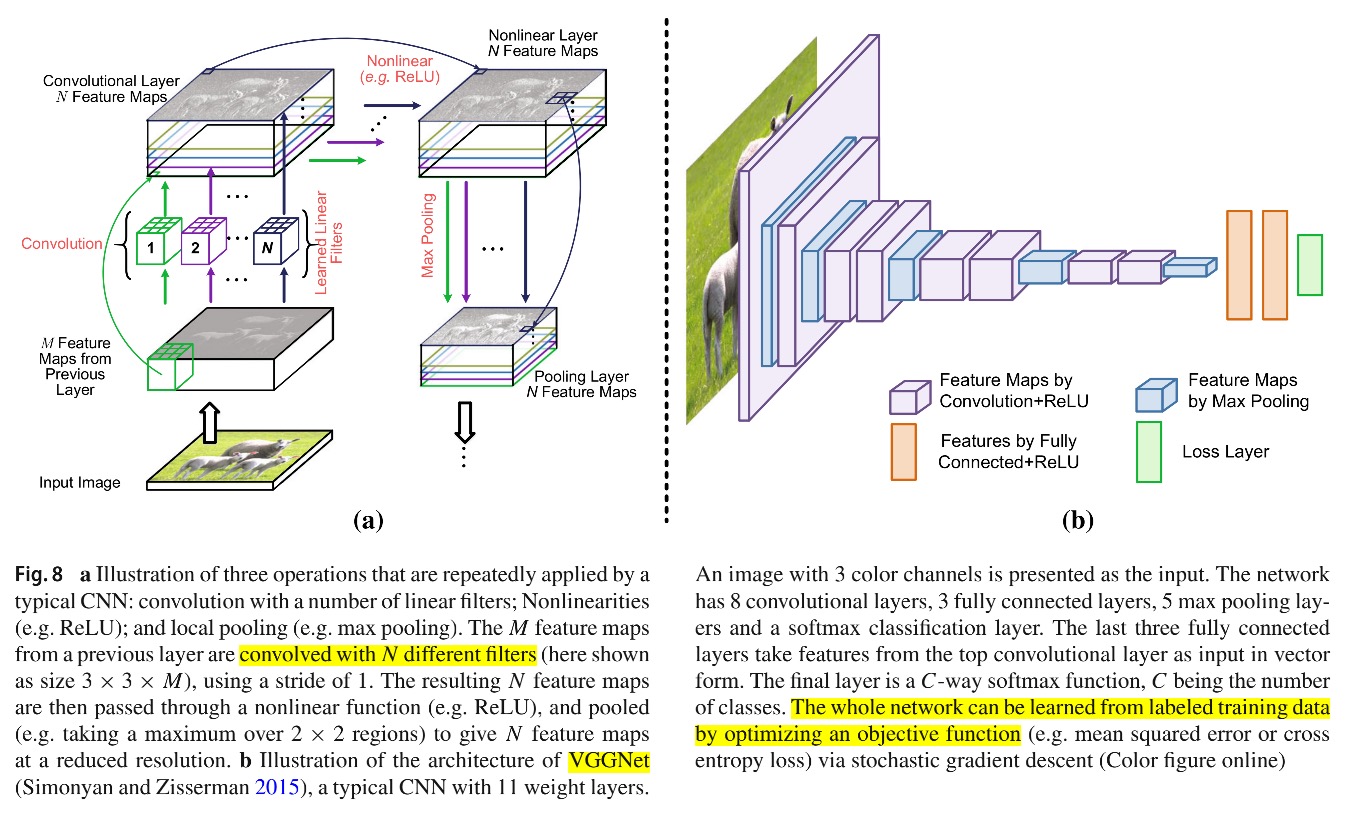 Convolutional Layer
N Feature Maps
Nonlinear
(e.g. ReLU)
Nonlinear Layer
N Feature Maps
Convolution
1
2
N
Learned Linear
Filters
Max Pooling
M Feature
Maps from
Previous
Layer
Pooling Layer
N Feature Maps
Input Image
(a)
Feature Maps by
Convolution+ReLU
Feature Maps
by Max Pooling
Features by Fully
Connected+ReLU
Loss Layer
(b)
Fig. 8 a Illustration of three operations that are repeatedly applied by a
typical CNN: convolution with a number of linear filters; Nonlinearities
(e.g. ReLU); and local pooling (e.g. max pooling). The M feature maps
from a previous layer are convolved with N different filters (here shown
as size 3 × 3 × M), using a stride of 1. The resulting N feature maps
are then passed through a nonlinear function (e.g. ReLU), and pooled
(e.g. taking a maximum over 2 × 2 regions) to give N feature maps
at a reduced resolution. b Illustration of the architecture of VGGNet
(Simonyan and Zisserman 2015), a typical CNN with 11 weight layers.
An image with 3 color channels is presented as the input. The network
has 8 convolutional layers, 3 fully connected layers, 5 max pooling lay-
ers and a softmax classification layer. The last three fully connected
layers take features from the top convolutional layer as input in vector
form. The final layer is a C-way softmax function, C being the number
of classes. The whole network can be learned from labeled training data
by optimizing an objective function (e.g. mean squared error or cross
entropy loss) via stochastic gradient descent (Color figure online)